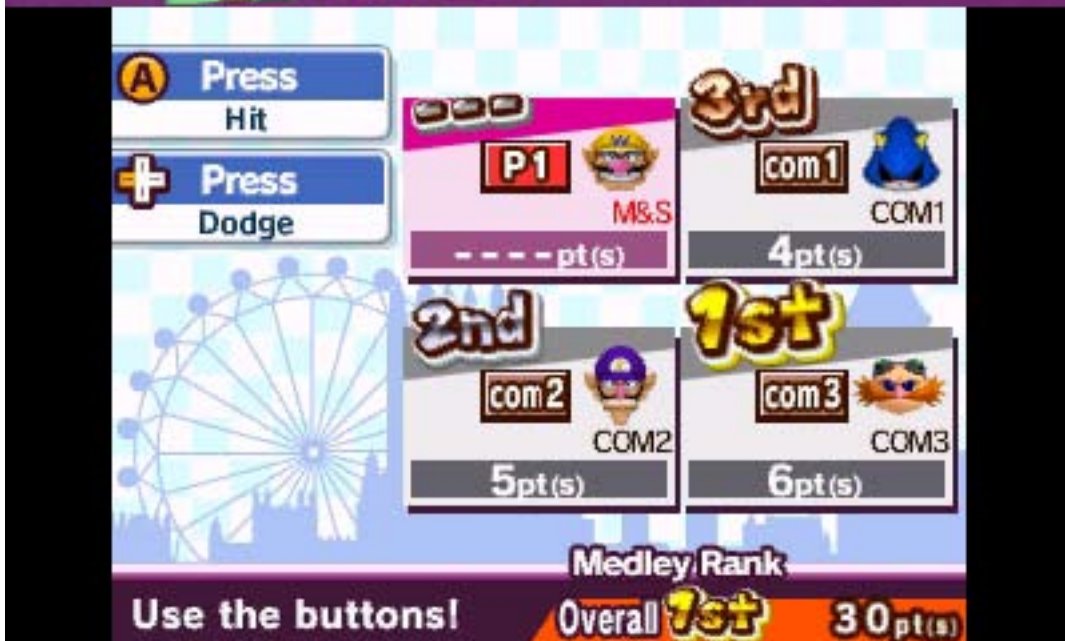 A Press
Hit
Press
Dodge
---
P1
M&S
----pt(s)
3rd
com1
COM1
4pt(s)
2nd
com2
COM2
5pt(s)
1st
com3
COM3
6pt(s)
Medley Rank
Use the buttons!
Overall 1st 30pt(s)